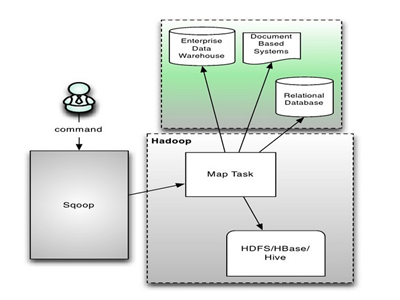 Enterprise
Data
Warehouse
Document
Based
Systems
Relational
Database
command
Hadoop
Sqoop
Map Task
HDFS/HBase/
Hive